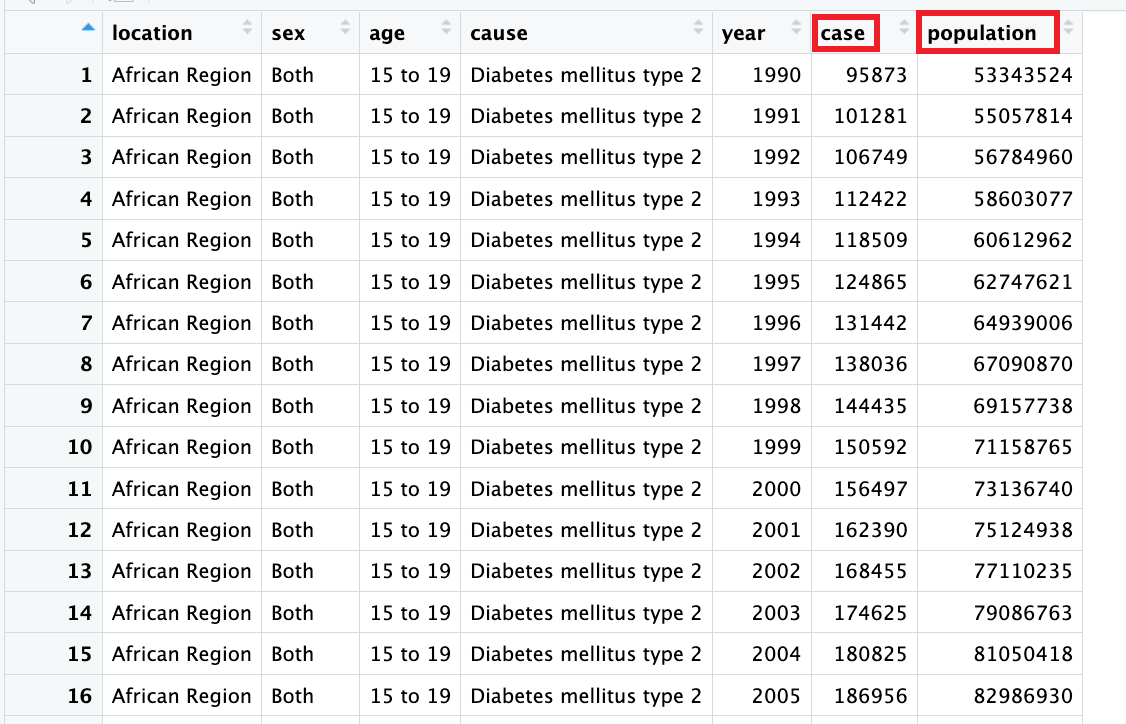 location sex age cause year case population
1 African Region Both 15 to 19 Diabetes mellitus type 2 1990 95873 53343524
2 African Region Both 15 to 19 Diabetes mellitus type 2 1991 101281 55057814
3 African Region Both 15 to 19 Diabetes mellitus type 2 1992 106749 56784960
4 African Region Both 15 to 19 Diabetes mellitus type 2 1993 112422 58603077
5 African Region Both 15 to 19 Diabetes mellitus type 2 1994 118509 60612962
6 African Region Both 15 to 19 Diabetes mellitus type 2 1995 124865 62747621
7 African Region Both 15 to 19 Diabetes mellitus type 2 1996 131442 64939006
8 African Region Both 15 to 19 Diabetes mellitus type 2 1997 138036 67090870
9 African Region Both 15 to 19 Diabetes mellitus type 2 1998 144435 69157738
10 African Region Both 15 to 19 Diabetes mellitus type 2 1999 150592 71158765
11 African Region Both 15 to 19 Diabetes mellitus type 2 2000 156497 73136740
12 African Region Both 15 to 19 Diabetes mellitus type 2 2001 162390 75124938
13 African Region Both 15 to 19 Diabetes mellitus type 2 2002 168455 77110235
14 African Region Both 15 to 19 Diabetes mellitus type 2 2003 174625 79086763
15 African Region Both 15 to 19 Diabetes mellitus type 2 2004 180825 81050418
16 African Region Both 15 to 19 Diabetes mellitus type 2 2005 186956 82986930